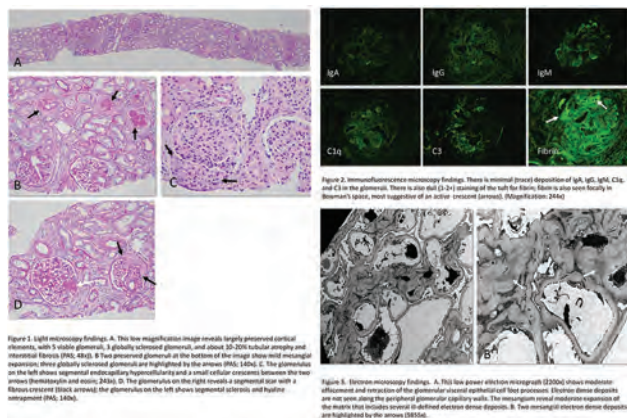 A
B
C
D
Figure 1. Light microscopy findings. A. This low magnification image reveals largely preserved cortical
elements, with 5 viable glomeruli, 3 globally sclerosed glomeruli, and about 10-20% tubular atrophy and
interstitial fibrosis (PAS; 48x). B Two preserved glomeruli at the bottom of the image show mild mesangial
expansion; three globally sclerosed glomeruli are highlighted by the arrows (PAS; 140x). C. The glomerulus
on the left shows segmental endocapillary hypercellularity and a small cellular crescents between the two
arrows (hematoxylin and eosin; 241x). D. The glomerulus on the right reveals a segmental scar with a
fibrous crescent (black arrows); the glomerulus on the left shows segmental sclerosis and hyaline
entrapment (PAS; 140x).
IgA
IgG
IgM
C1q
C3
Fibrin
Figure 2. Immunofluorescence microscopy findings. There is minimal (trace) deposition of IgA, IgG, IgM, C1q,
and C3 in the glomeruli. There is also dull (1-2+) staining of the tuft for fibrin; fibrin is also seen focally in
Bowman's space, most suggestive of an active crescent (arrows). (Magnification: 244x)
A
B
Figure 3. Electron microscopy findings. A. This low power electron micrograph (2200x) shows moderate
effacement and retraction of the glomerular visceral epithelial cell foot processes. Electron dense deposits
are not seen along the peripheral glomerular capillary walls. The mesangium reveal moderate expansion of
the matrix that includes several ill-defined electron dense deposits. B. Two mesangial electron dense deposits
are highlighted by the arrows (5855x).